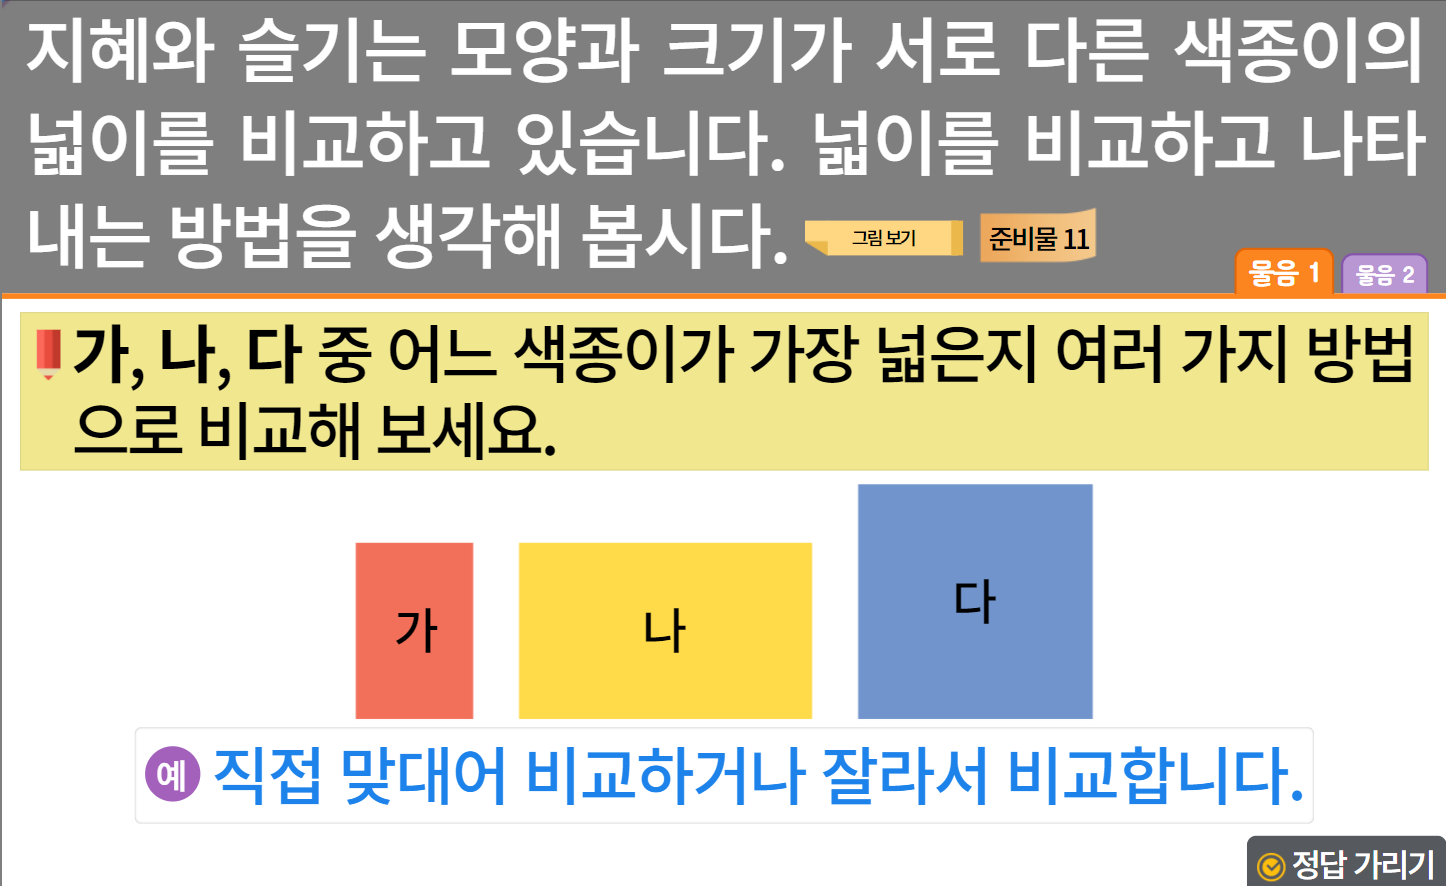 지혜와 슬기는 모양과 크기가 서로 다른 색종이의
넓이를 비교하고 있습니다. 넓이를 비교하고 나타
내는 방법을 생각해 봅시다.
그림 보기
준비물 11
물음 1
물음 2
가, 나, 다 중 어느 색종이가 가장 넓은지 여러 가지 방법
으로 비교해 보세요.
가
나
다
예 직접 맞대어 비교하거나 잘라서 비교합니다.
정답 가리기